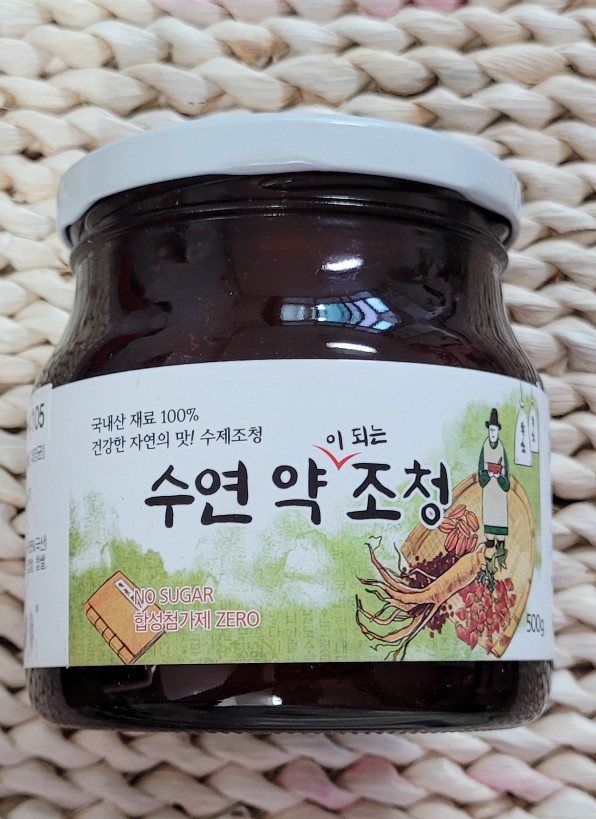 국내산 재료 100%
건강한 자연의 맛! 수제조청
이 되는
수연 약 조청
NO SUGAR
합성첨가제 ZERO
500g